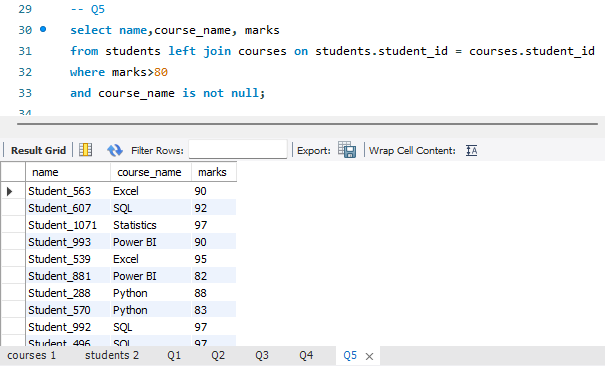 29 -- Q5
30 select name,course_name, marks
31 from students left join courses on students.student_id = courses.student_id
32 where marks>80
33 and course_name is not null;
34
Result Grid Filter Rows: Export: Wrap Cell Content: IA
name course_name marks
Student_563 Excel 90
Student_607 SQL 92
Student_1071 Statistics 97
Student_993 Power BI 90
Student_539 Excel 95
Student_881 Power BI 82
Student_288 Python 88
Student_570 Python 83
Student_992 SQL 97
Student_496 SQL 97
courses 1 students 2 Q1 Q2 Q3 Q4 Q5